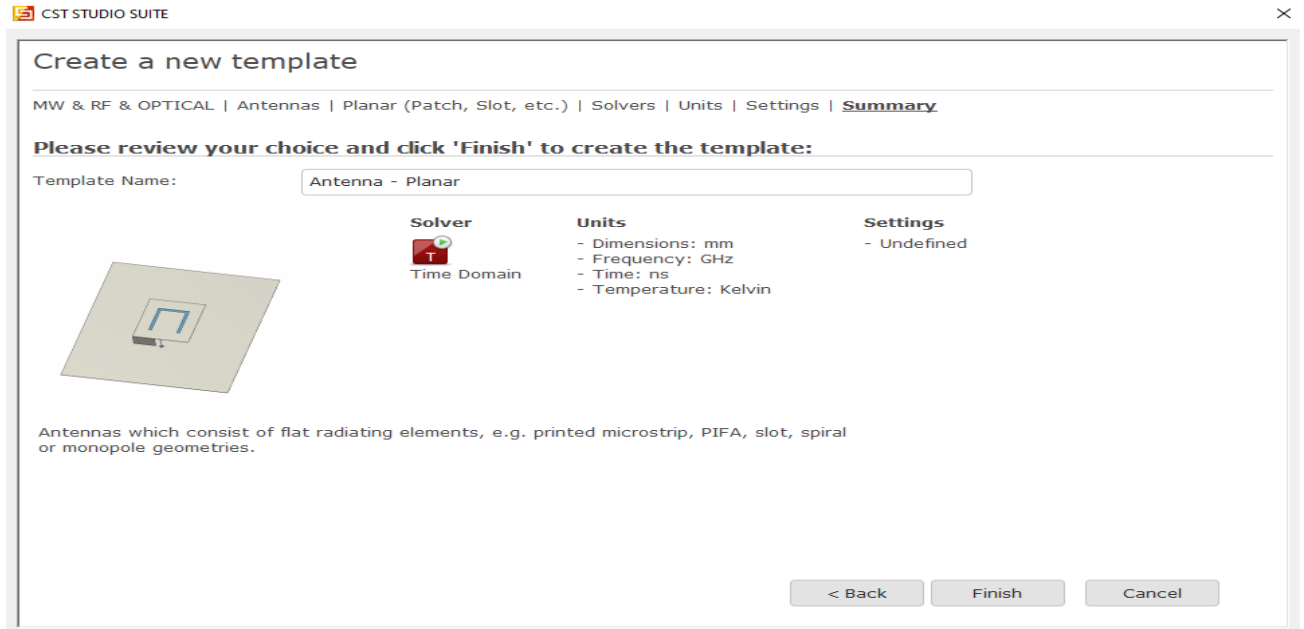 CST STUDIO SUITE
Create a new template
MW & RF & OPTICAL | Antennas | Planar (Patch, Slot, etc.) | Solvers | Units | Settings | Summary
Please review your choice and click 'Finish' to create the template:
Template Name: Antenna - Planar
Solver
T
Time Domain
Units
- Dimensions: mm
- Frequency: GHz
- Time: ns
- Temperature: Kelvin
Settings
- Undefined
Antennas which consist of flat radiating elements, e.g. printed microstrip, PIFA, slot, spiral
or monopole geometries.
< Back Finish Cancel